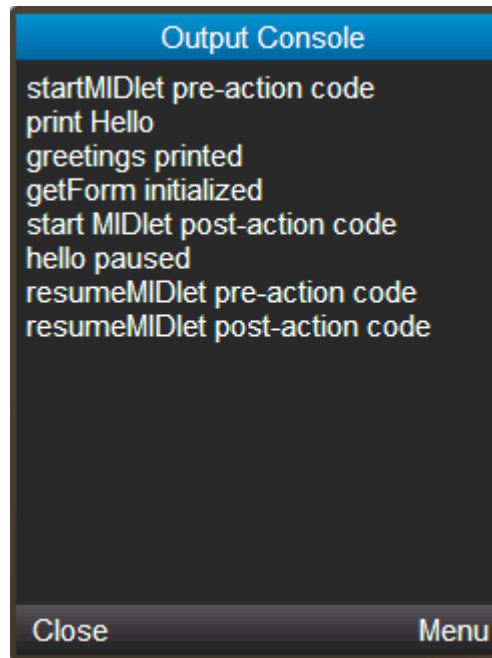 Output Console
startMIDlet pre-action code
print Hello
greetings printed
getForm initialized
start MIDlet post-action code
hello paused
resumeMIDlet pre-action code
resumeMIDlet post-action code
Close Menu